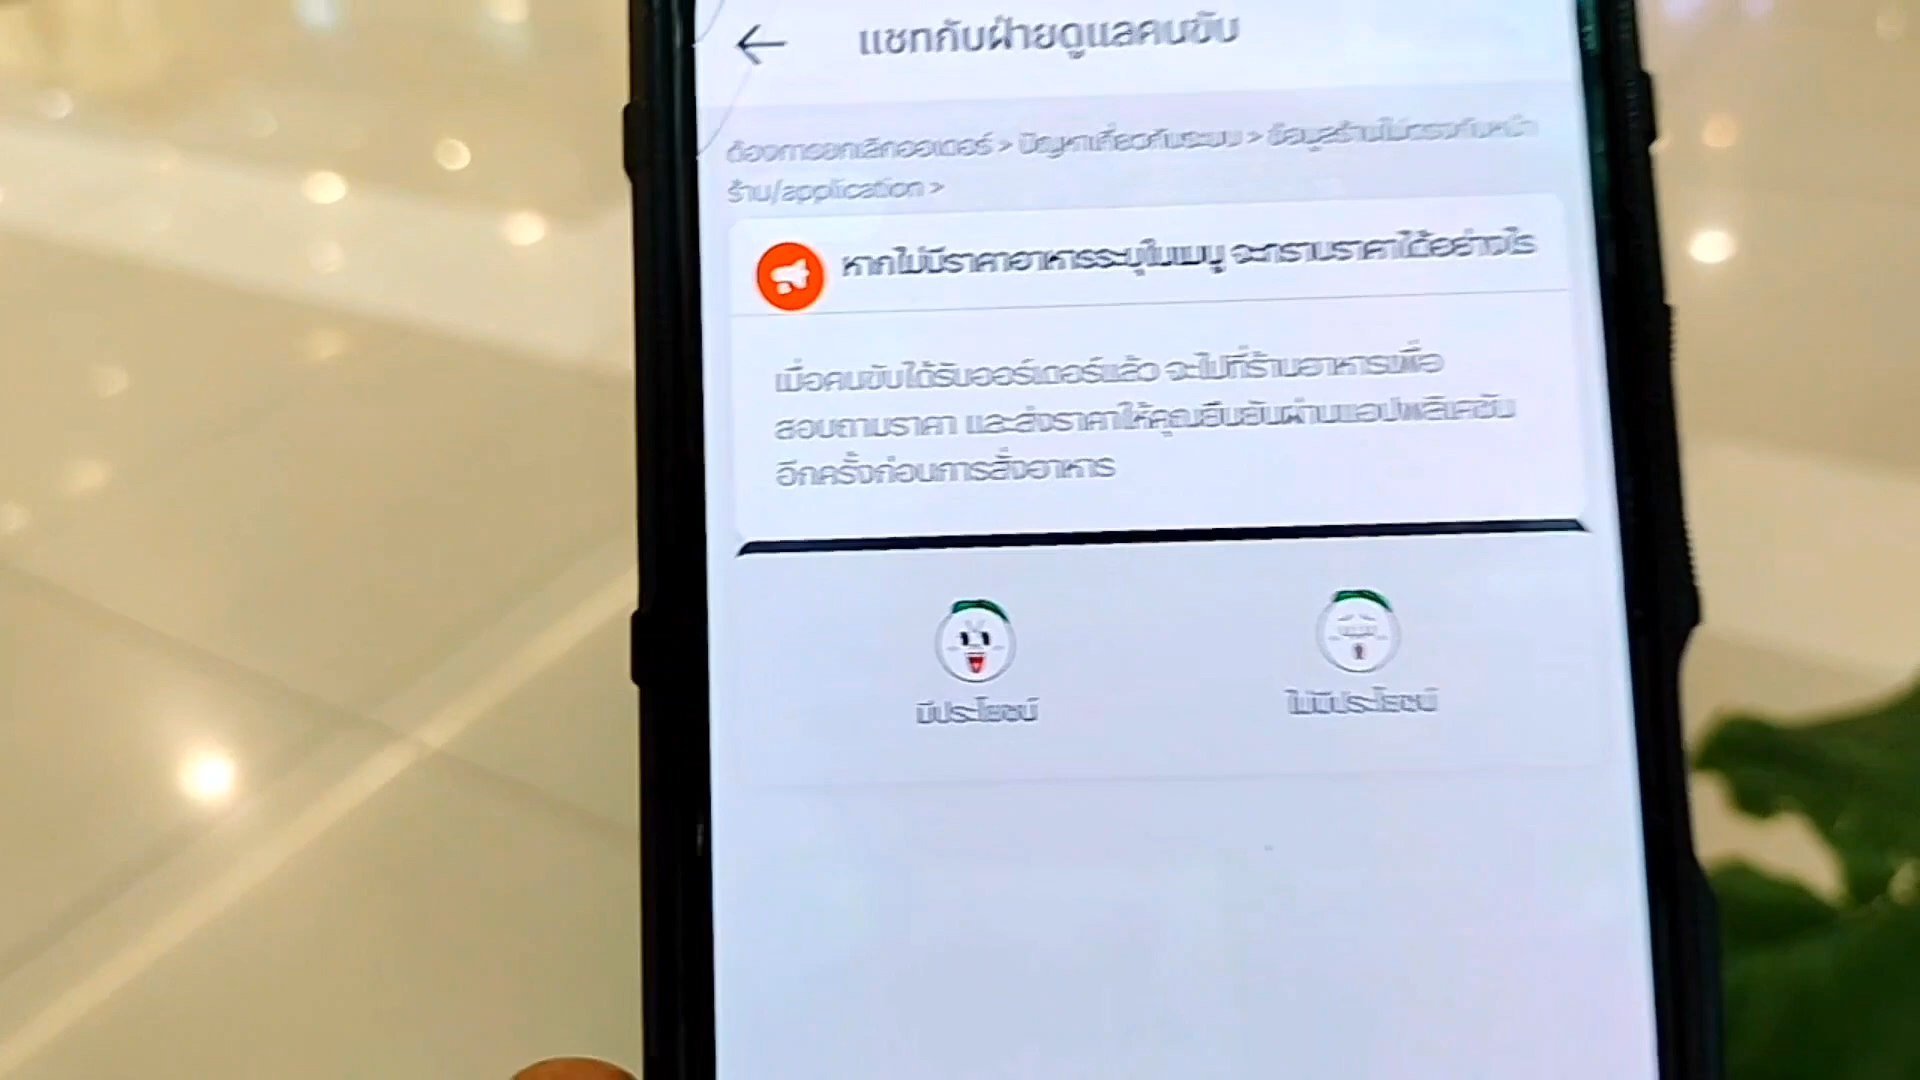 แชทกับฝ่ายดูแลคนขับ
ต้องการยกเลิกออเดอร์ > ปัญหาเกี่ยวกับระบบ > ข้อมูลร้านไม่ตรงกับหน้า
ร้าน/application >
หากไม่มีราคาอาหารระบุในเมนู จะทราบราคาได้อย่างไร
เมื่อคนขับได้รับออร์เดอร์แล้ว จะไปที่ร้านอาหารเพื่อ
สอบถามราคา และส่งราคาให้คุณยืนยันผ่านแอปพลิเคชัน
อีกครั้งก่อนการสั่งอาหาร
มีประโยชน์
ไม่มีประโยชน์